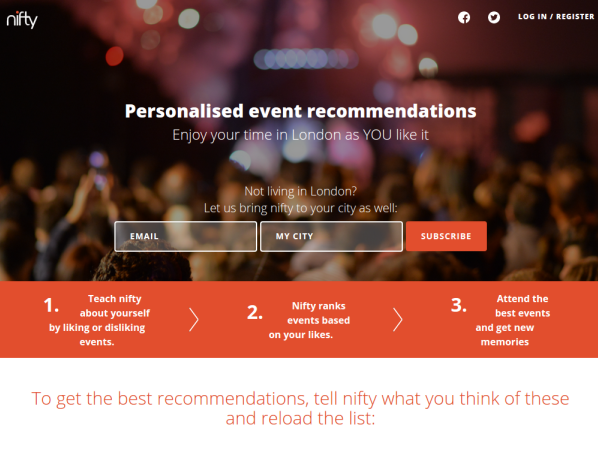 nifty
LOG IN / REGISTER
Personalised event recommendations
Enjoy your time in London as YOU like it
Not living in London?
Let us bring nifty to your city as well:
EMAIL
MY CITY
SUBSCRIBE
1.
Teach nifty
about yourself
by liking or disliking
events.
2.
Nifty ranks
events based
on your likes.
3.
Attend the
best events
and get new
memories
To get the best recommendations, tell nifty what you think of these
and reload the list: